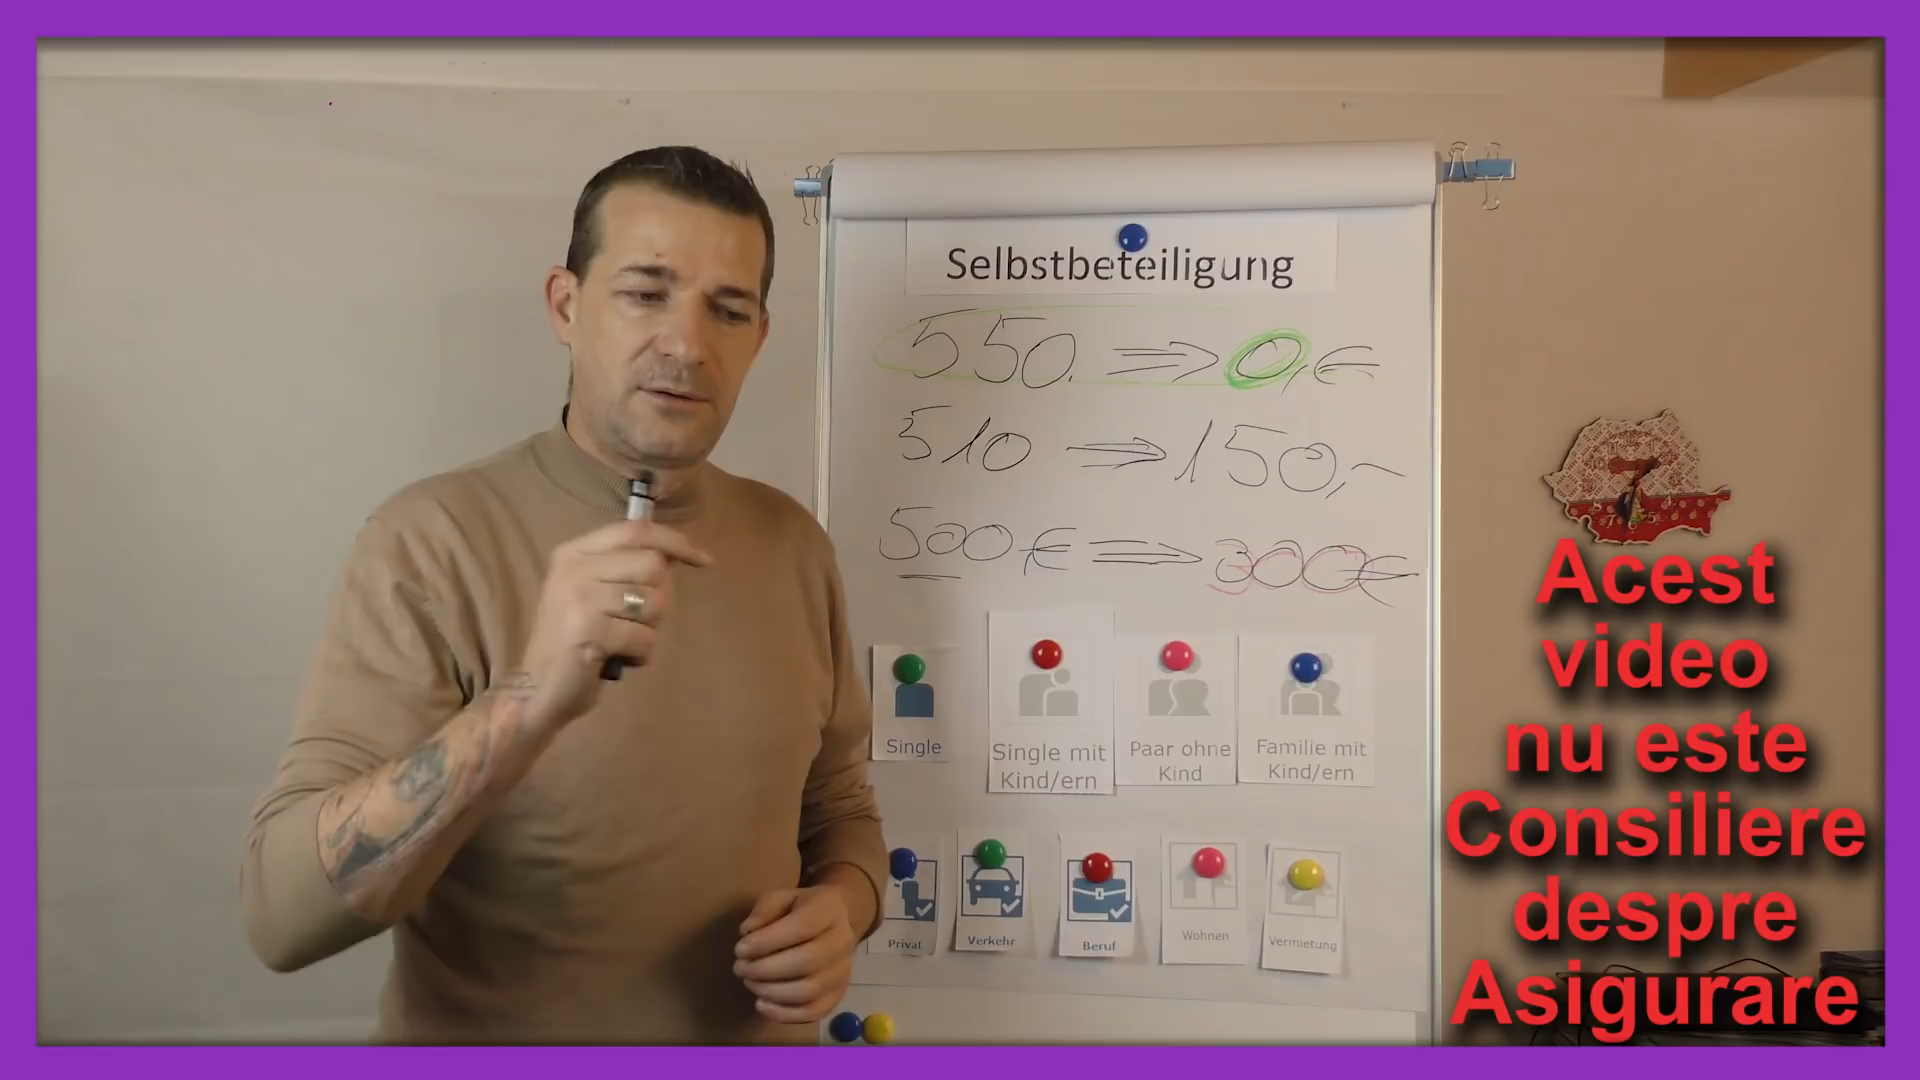 Selbstbeteiligung
550. => 0,€
510 => 150,-
500€ => 300€
Single
Single mit
Kind/ern
Paar ohne
Kind
Familie mit
Kind/ern
Privat
Verkehr
Beruf
Wohnen
Vermietung
Acest
video
nu este
Consiliere
despre
Asigurare